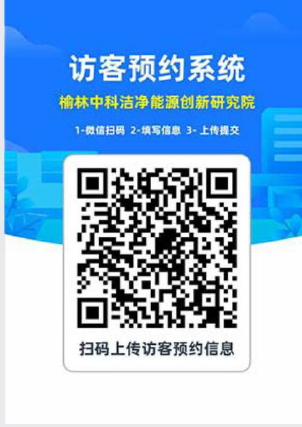 访客预约系统
榆林中科洁净能源创新研究院
1-微信扫码 2-填写信息 3- 上传提交
扫码上传访客预约信息